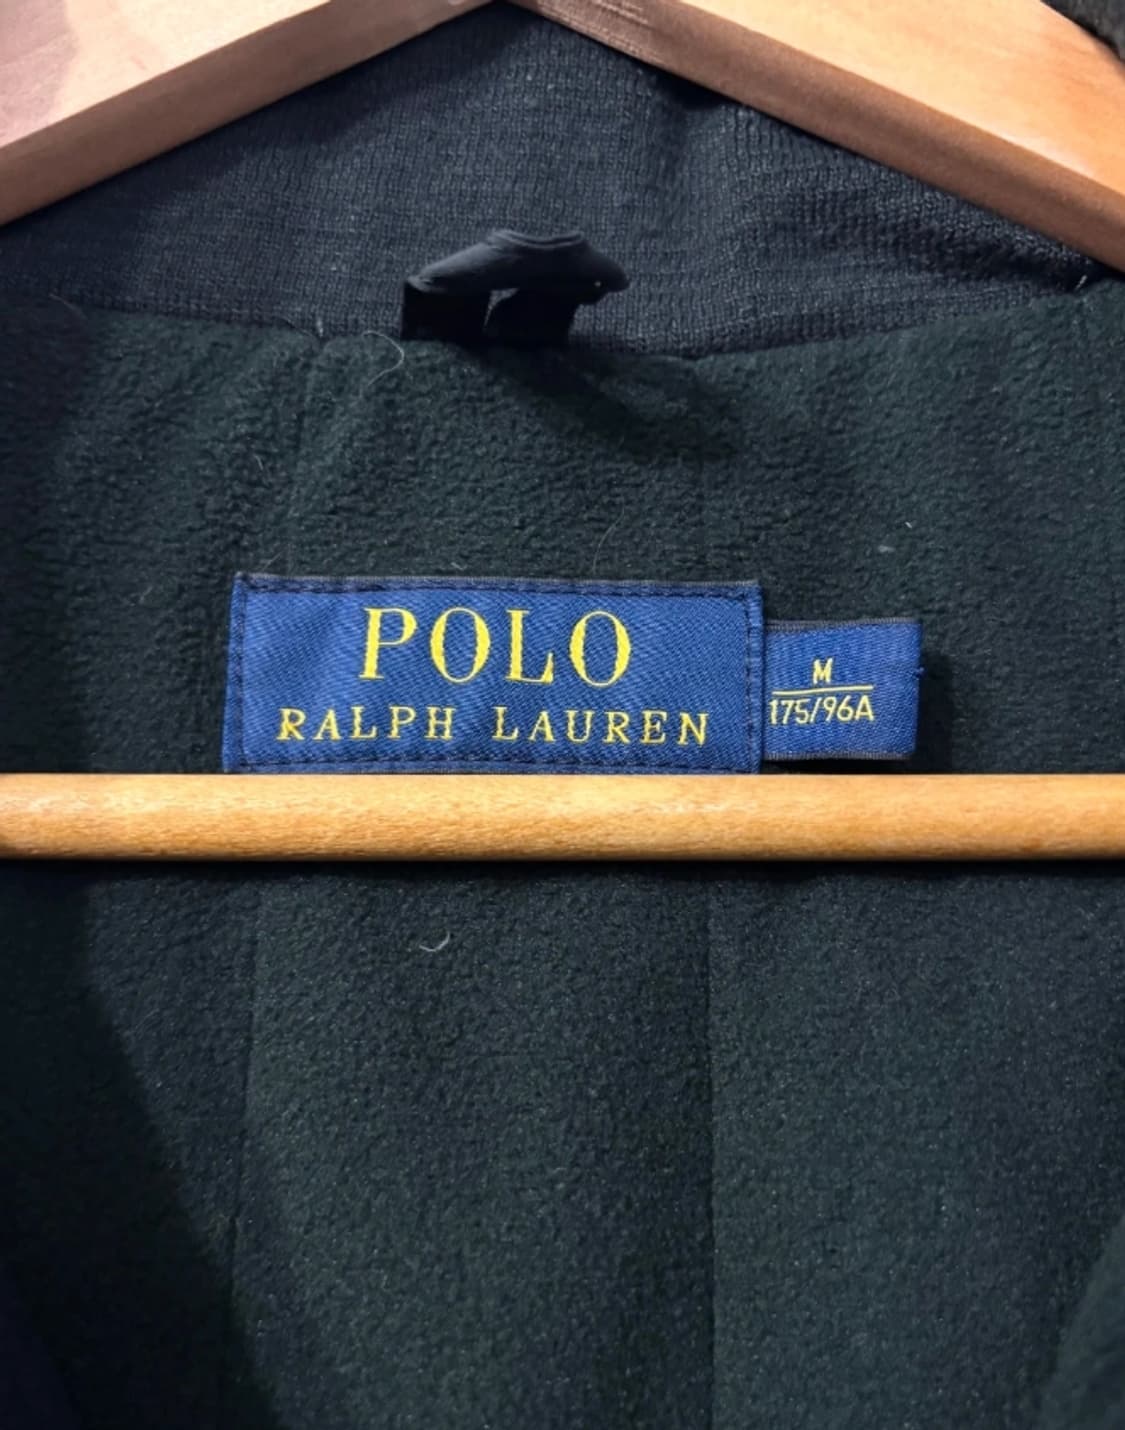 POLO
RALPH LAUREN
M
175/96A